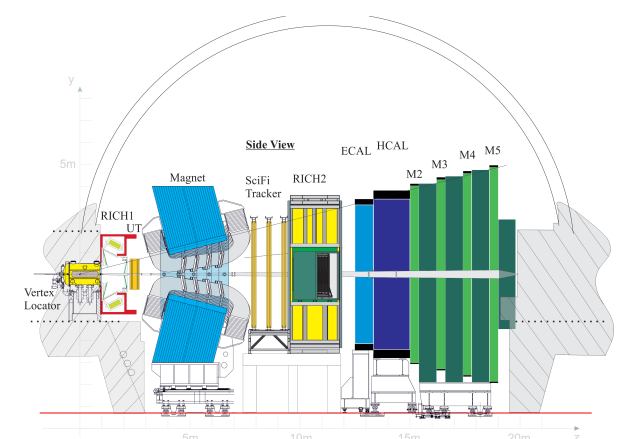 y
5m
Side View
ECAL
HCAL
M2
M3
M4
M5
Magnet
SciFi
Tracker
RICH2
RICH1
UT
Vertex
Locator
5m
10m
15m
20m
z